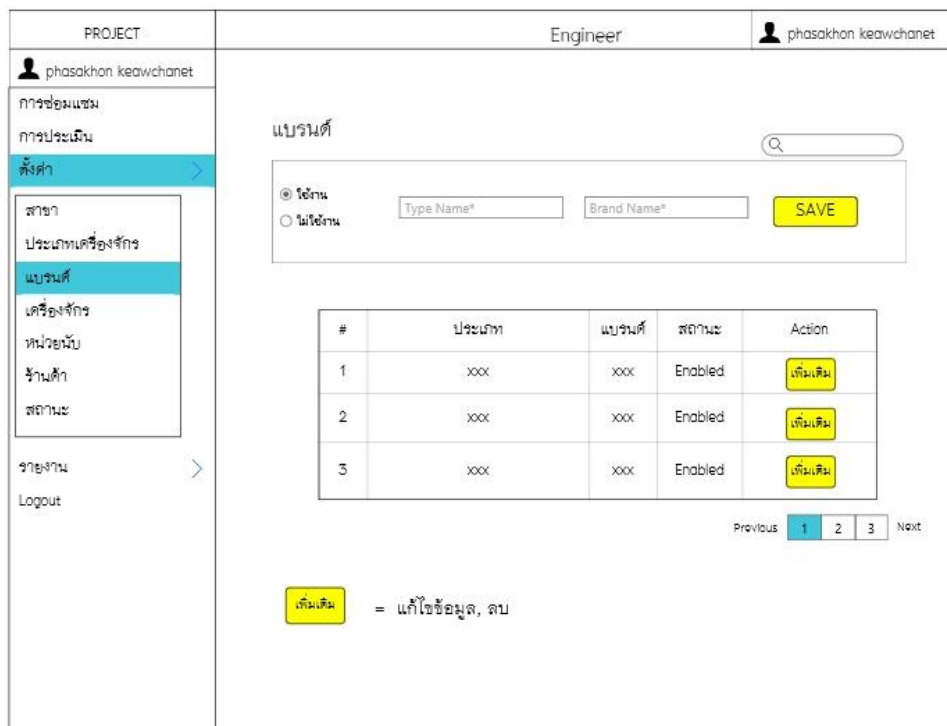 PROJECT
Engineer
phasakhon keawchanet
phasakhon keawchanet
การซ่อมแซม
การประเมิน
ตั้งค่า
สาขา
ประเภทเครื่องจักร
แบรนด์
เครื่องจักร
หน่วยนับ
ร้านค้า
สถานะ
รายงาน
Logout
แบรนด์
ใช้งาน
ไม่ใช้งาน
Type Name*
Brand Name*
SAVE
# ประเภท แบรนด์ สถานะ Action
1 xxx xxx Enabled เพิ่มเติม
2 xxx xxx Enabled เพิ่มเติม
3 xxx xxx Enabled เพิ่มเติม
Previous 1 2 3 Next
เพิ่มเติม = แก้ไขข้อมูล, ลบ